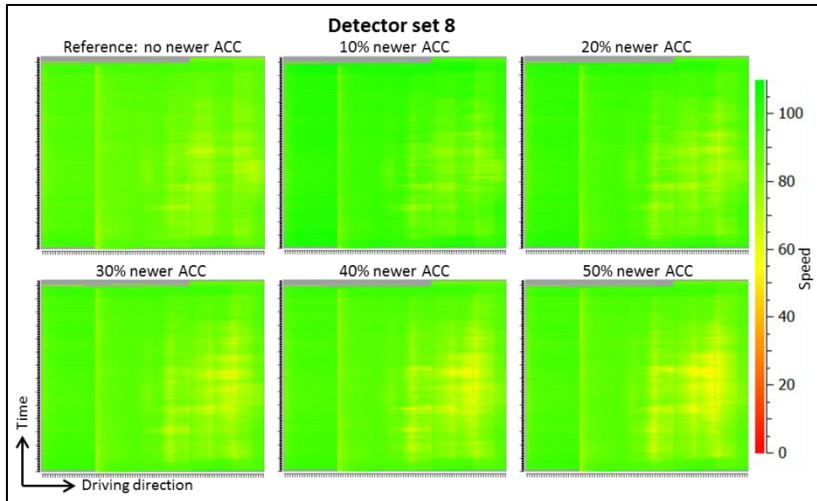 Detector set 8
Reference: no newer ACC
10% newer ACC
20% newer ACC
30% newer ACC
40% newer ACC
50% newer ACC
100
80
60
40
20
0
Speed
Time
Driving direction